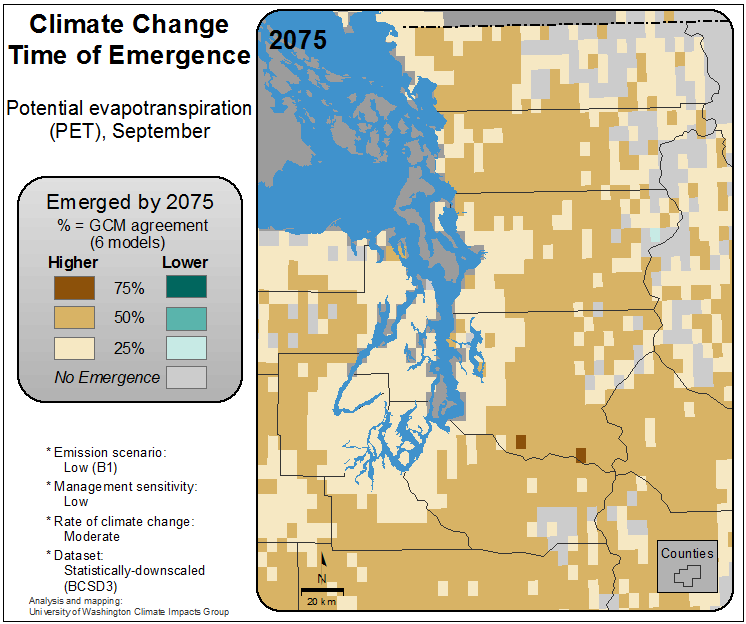 Climate Change
Time of Emergence
Potential evapotranspiration
(PET), September
Emerged by 2075
% = GCM agreement
(6 models)
Higher Lower
75%
50%
25%
No Emergence
* Emission scenario:
Low (B1)
* Management sensitivity:
Low
* Rate of climate change:
Moderate
* Dataset:
Statistically-downscaled
(BCSD3)
Analysis and mapping:
University of Washington Climate Impacts Group
2075
N
20 km
Counties